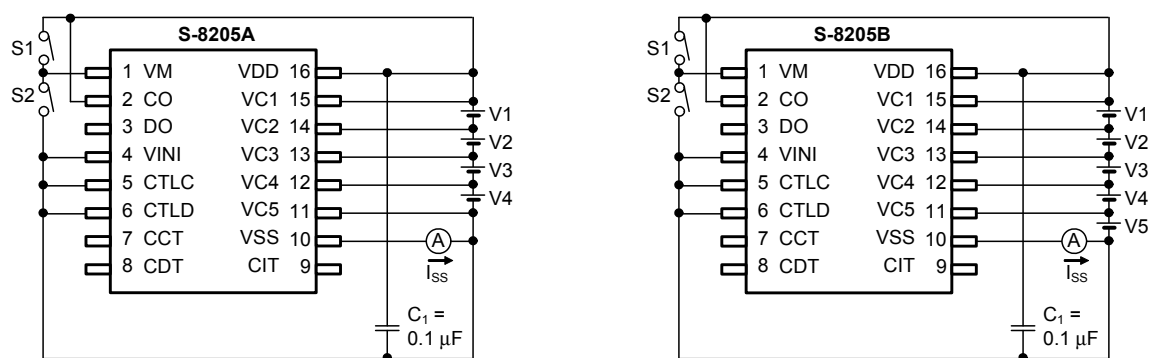 S-8205A
S1
S2
1 VM
2 CO
3 DO
4 VINI
5 CTLC
6 CTLD
7 CCT
8 CDT
VDD 16
VC1 15
VC2 14
VC3 13
VC4 12
VC5 11
VSS 10
CIT 9
V1
V2
V3
V4
A
ISS
C1 =
0.1 μF
S-8205B
S1
S2
1 VM
2 CO
3 DO
4 VINI
5 CTLC
6 CTLD
7 CCT
8 CDT
VDD 16
VC1 15
VC2 14
VC3 13
VC4 12
VC5 11
VSS 10
CIT 9
V1
V2
V3
V4
V5
A
ISS
C1 =
0.1 μF